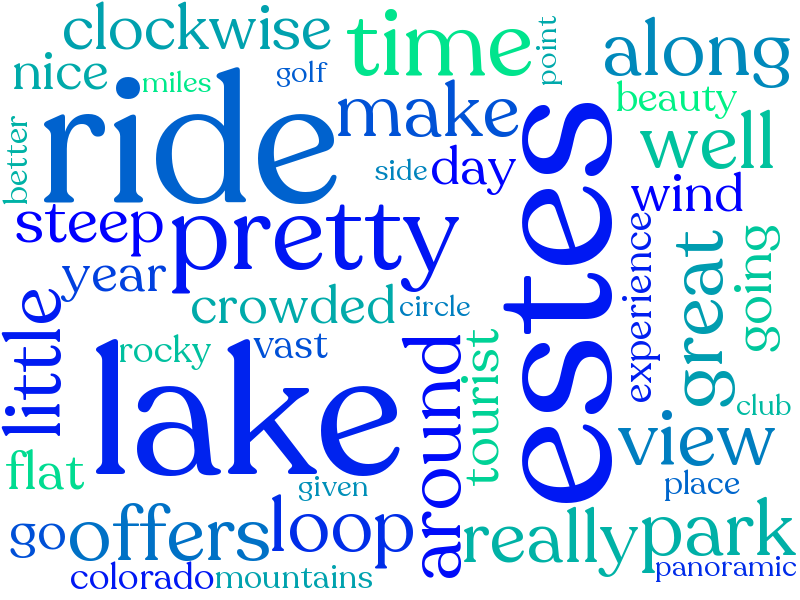 clockwise
time
along
point
nice
miles
golf
ride
make
beauty
better
side
day
well
estes
wind
steep
pretty
year
experience
great
going
crowded
circle
little
rocky
vast
lake
around
tourist
club
view
flat
given
place
go
offers
loop
really
park
colorado
mountains
panoramic